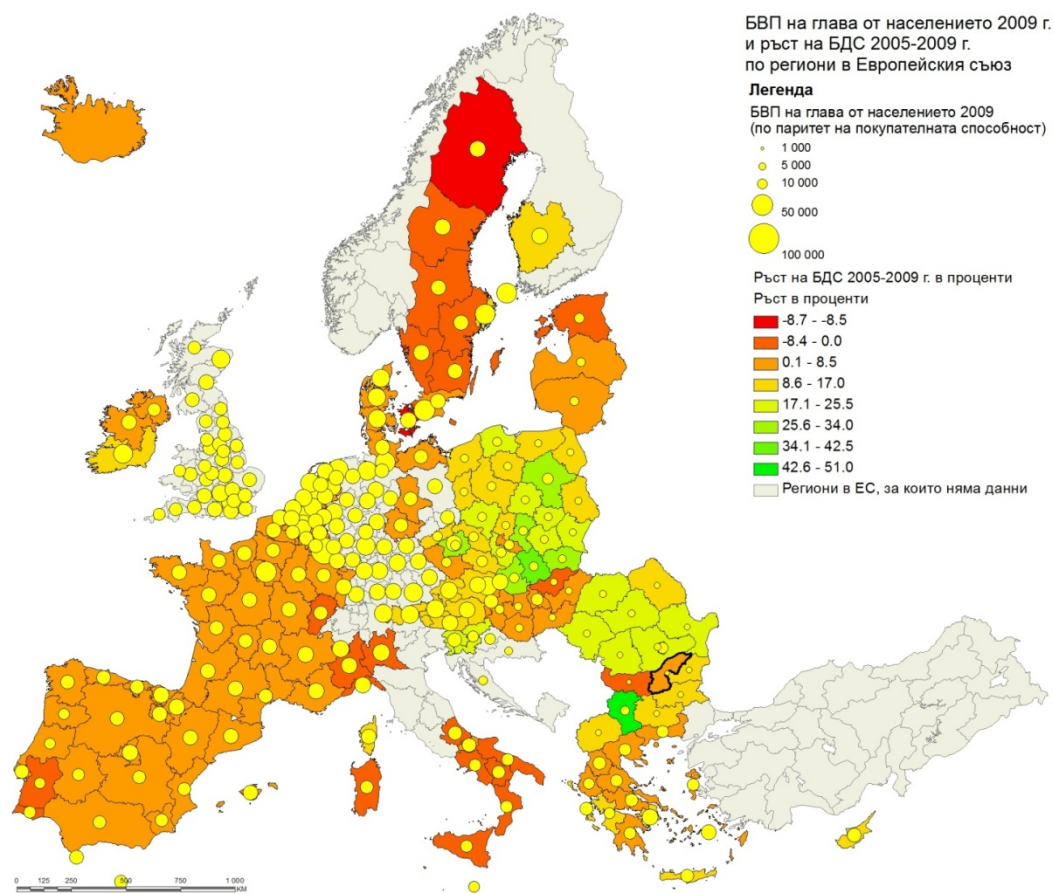 БВП на глава от населението 2009 г.
и ръст на БДС 2005-2009 г.
по региони в Европейския съюз
Легенда
БВП на глава от населението 2009
(по паритет на покупателната способност)
1 000
5 000
10 000
50 000
100 000
Ръст на БДС 2005-2009 г. в проценти
Ръст в проценти
-8.7 - -8.5
-8.4 - 0.0
0.1 - 8.5
8.6 - 17.0
17.1 - 25.5
25.6 - 34.0
34.1 - 42.5
42.6 - 51.0
Региони в ЕС, за които няма данни
0 125 250 500 750 1 000
КМ